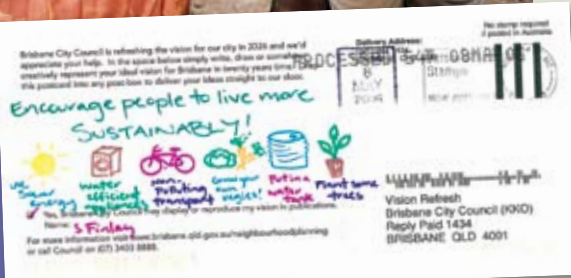 Brisbane City Council is refreshing the vision for our city in 2026 and we'd
appreciate your help. In the space below simply write, draw or somehow
creatively represent your ideal vision for Brisbane in twenty years time.
this postcard into any post box to deliver your ideas straight to our door.
Delivery Address:
No stamp required
if posted in Australia
PROCESSED
08MA
8
MAY
Encourage people to live more
SUSTAINABLY!
use
solar
energy
water
efficient
appliances
non-
polluting
transport
Grow your
own
vegies!
Put in a
water
tank
Plant some
trees
Yes, Brisbane City Council may display or reproduce my vision in publications.
Name: S Finlay
For more information visit www.brisbane.qld.gov.au/neighbourhoodplanning
or call Council on (07) 3403 8888.
Vision Refresh
Brisbane City Council (KKO)
Reply Paid 1434
BRISBANE QLD 4001